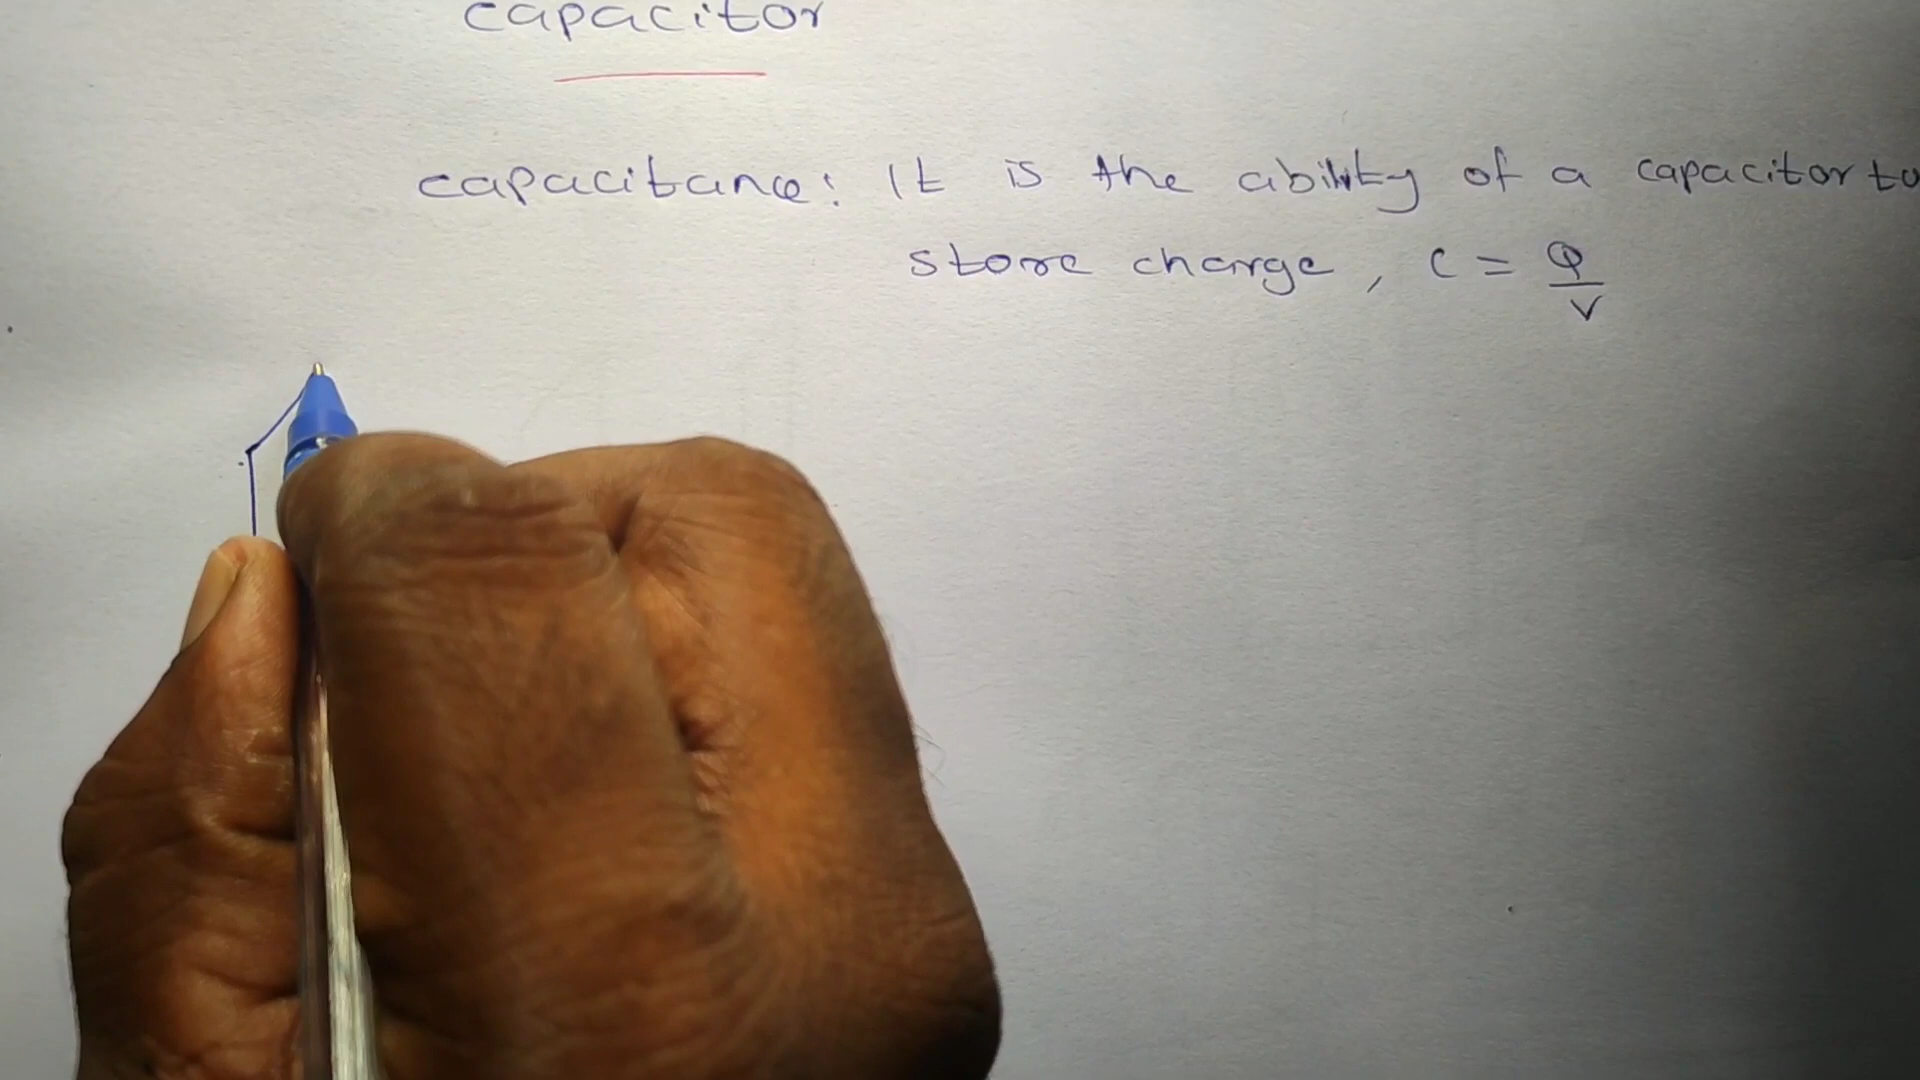 capacitor
capacitance: It is the ability of a capacitor to
store charge, c = Q/V